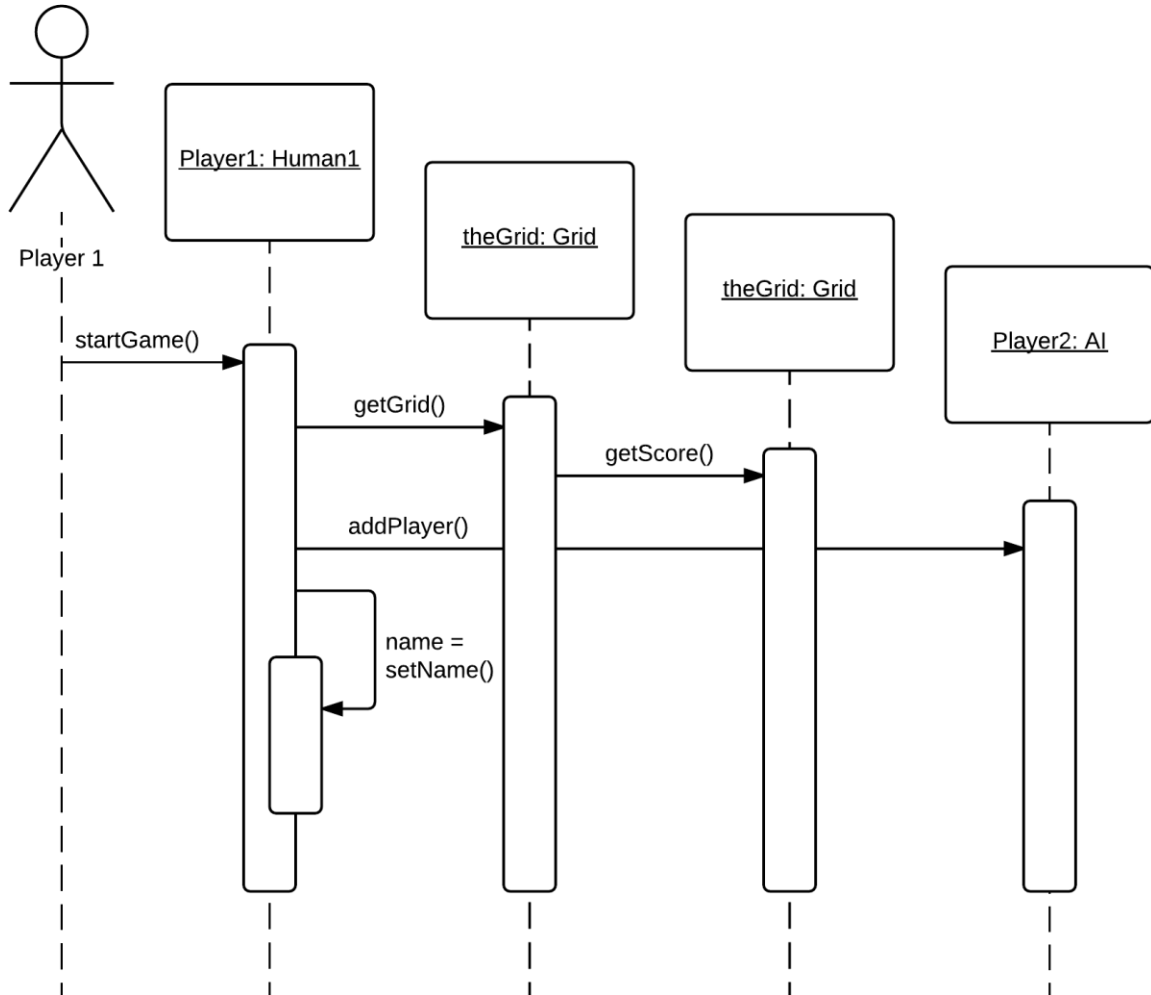 Player1: Human1
theGrid: Grid
theGrid: Grid
Player 1
Player2: AI
startGame()
getGrid()
getScore()
addPlayer()
name =
setName()